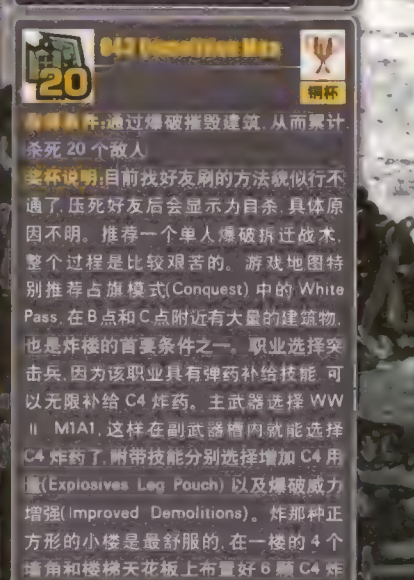 20
043 Demolition Man
铜杯
件:通过爆破摧毁建筑,从而累计
杀死 20 个敌人
奖杯说明:目前找好友刷的方法貌似行不
通了,压死好友后会显示为自杀,具体原
因不明。推荐一个单人爆破拆迁战术,
整个过程是比较艰苦的。游戏地图特
别推荐占旗模式(Conquest) 中的 White
Pass,在 B 点和 C 点附近有大量的建筑物,
也是炸楼的首要条件之一。职业选择突
击兵,因为该职业具有弹药补给技能,可
以无限补给 C4 炸药。主武器选择 WW
II M1A1,这样在副武器槽内就能选择
C4 炸药了,附带技能分别选择增加 C4 用
量(Explosives Leg Pouch) 以及爆破威力
增强(Improved Demolitions)。炸那种正
方形的小楼是最舒服的,在一楼的 4 个
墙角和楼梯天花板上布置好 6 颗 C4 炸